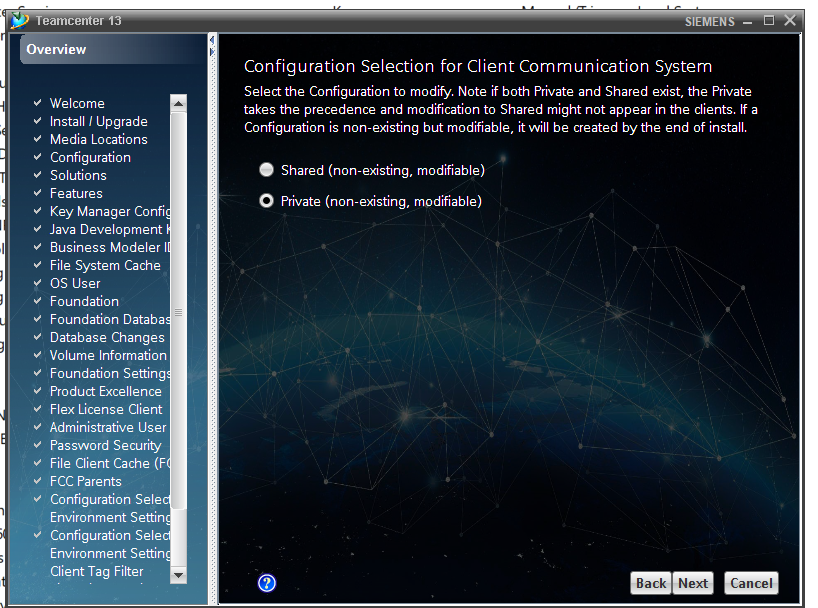 Teamcenter 13
SIEMENS
Overview
Welcome
Install / Upgrade
Media Locations
Configuration
Solutions
Features
Key Manager Config
Java Development K
Business Modeler ID
File System Cache
OS User
Foundation
Foundation Databas
Database Changes
Volume Information
Foundation Settings
Product Excellence
Flex License Client
Administrative User
Password Security
File Client Cache (FC
FCC Parents
Configuration Select
Environment Setting
Configuration Select
Environment Setting
Client Tag Filter
Configuration Selection for Client Communication System
Select the Configuration to modify. Note if both Private and Shared exist, the Private
takes the precedence and modification to Shared might not appear in the clients. If a
Configuration is non-existing but modifiable, it will be created by the end of install.
Shared (non-existing, modifiable)
Private (non-existing, modifiable)
?
Back
Next
Cancel